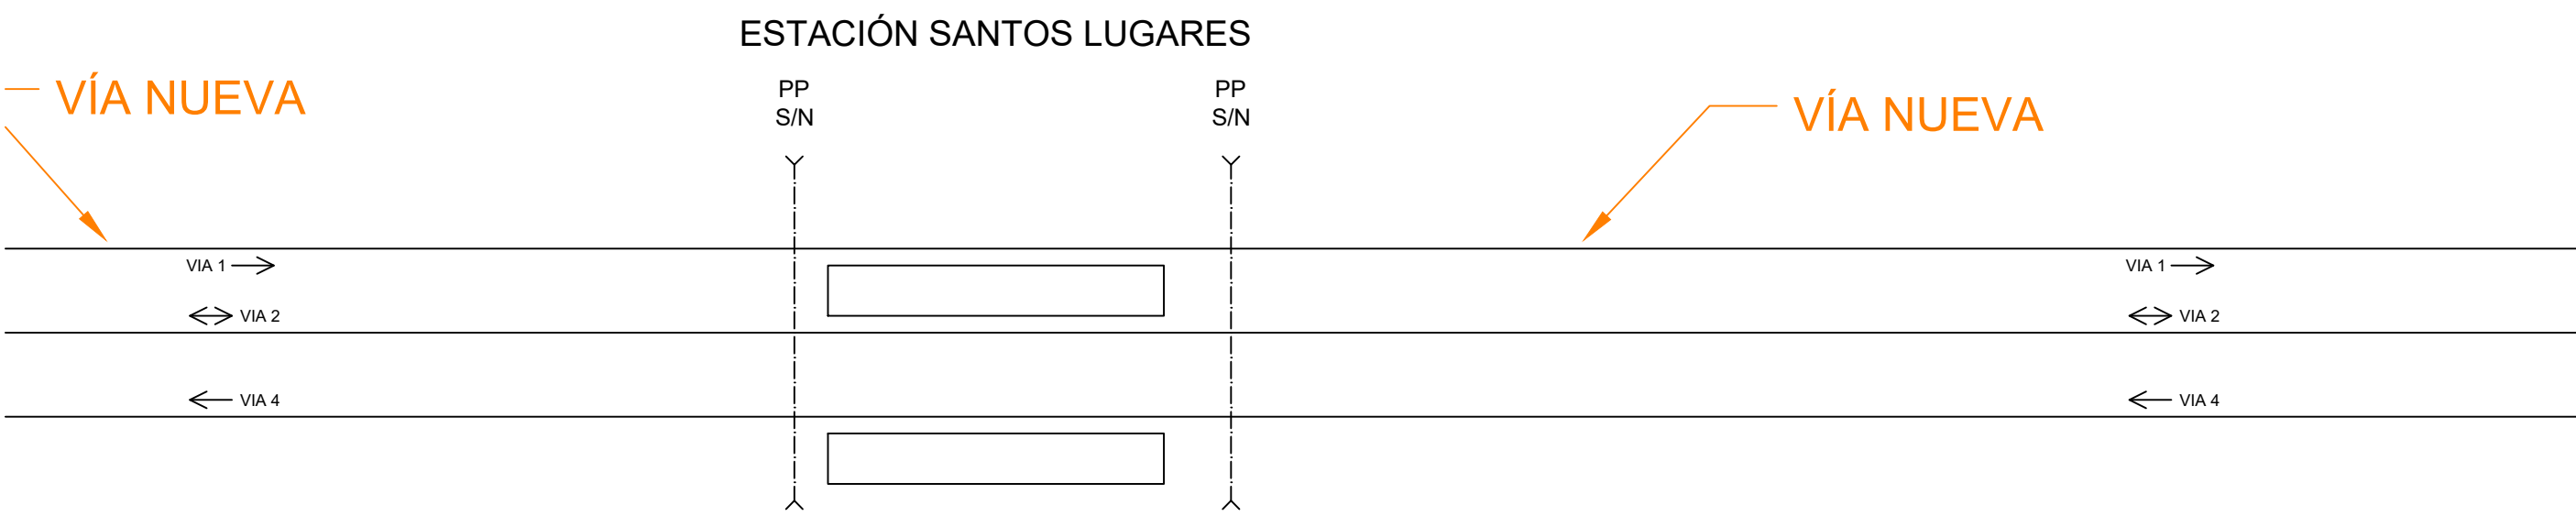 ESTACIÓN SANTOS LUGARES
VÍA NUEVA
PP
S/N
PP
S/N
VÍA NUEVA
VIA 1
VIA 1
VIA 2
VIA 2
VIA 4
VIA 4